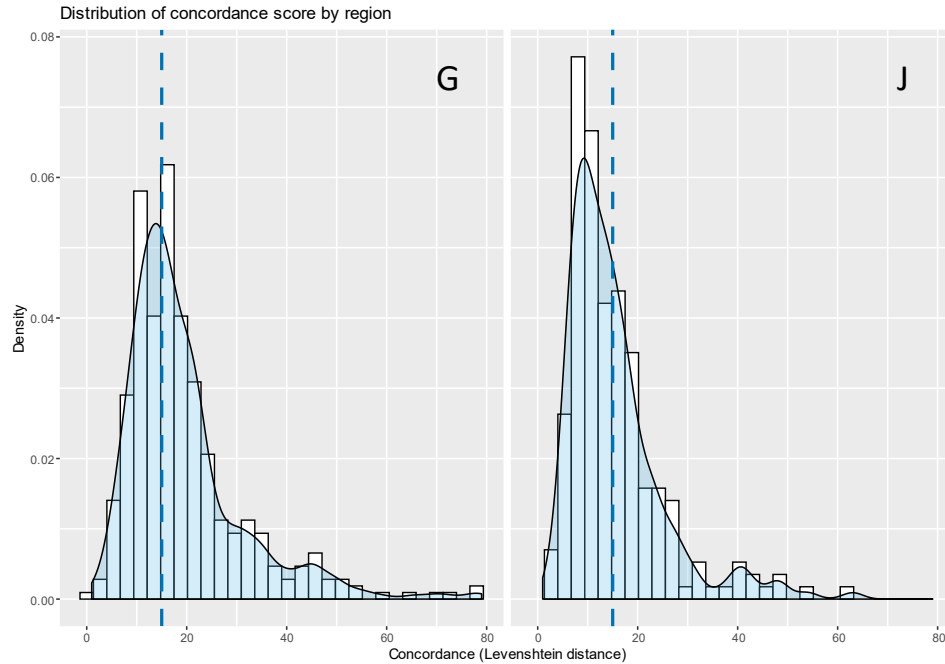 Distribution of concordance score by region
G
J
Density
0.08
0.06
0.04
0.02
0.00
0 20 40 60 80
0 20 40 60 80
Concordance (Levenshtein distance)